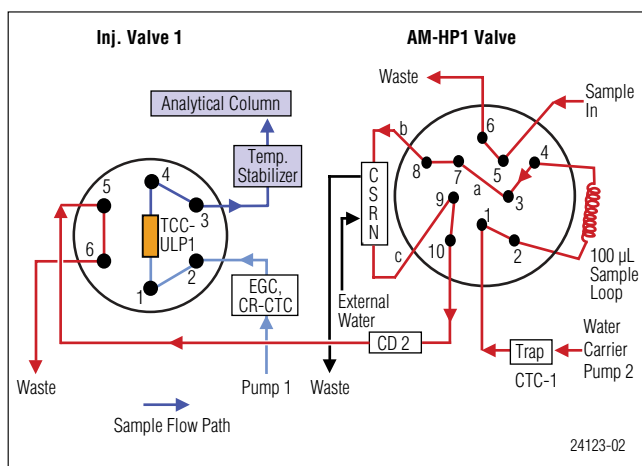 Inj. Valve 1
AM-HP1 Valve
Analytical Column
Temp.
Stabilizer
TCC-
ULP1
1
2
3
4
5
6
EGC,
CR-CTC
Pump 1
Waste
Sample Flow Path
Waste
Sample
In
C
S
R
N
External
Water
Waste
CD 2
a
b
c
1
2
3
4
5
6
7
8
9
10
100 µL
Sample
Loop
Trap
CTC-1
Water
Carrier
Pump 2
24123-02